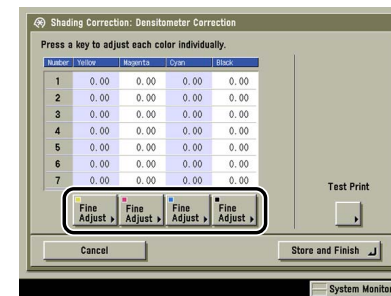 Shading Correction: Densitometer Correction
Press a key to adjust each color individually.
Number Yellow Magenta Cyan Black
1 0.00 0.00 0.00 0.00
2 0.00 0.00 0.00 0.00
3 0.00 0.00 0.00 0.00
4 0.00 0.00 0.00 0.00
5 0.00 0.00 0.00 0.00
6 0.00 0.00 0.00 0.00
7 0.00 0.00 0.00 0.00
Test Print
Fine Adjust Fine Adjust Fine Adjust Fine Adjust
Cancel Store and Finish
System Monitor